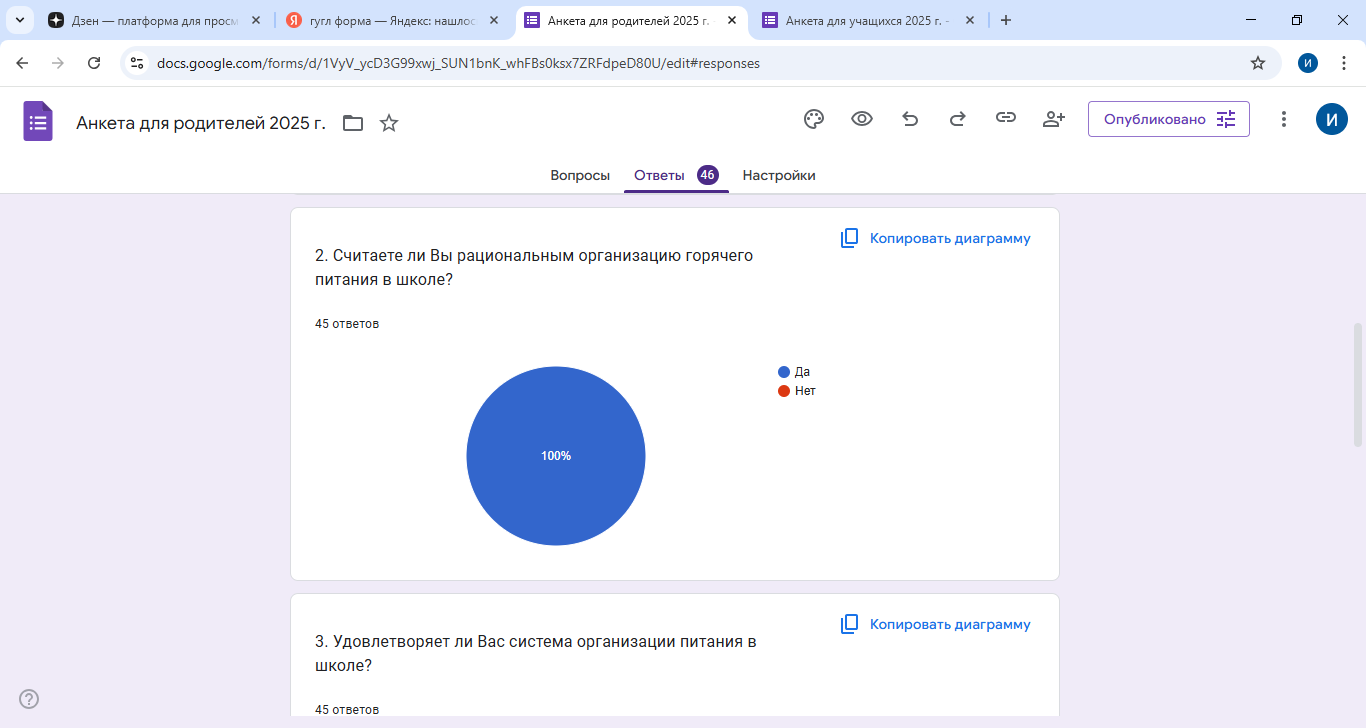 Дзен — платформа для просм
гугл форма — Яндекс: нашлос
Анкета для родителей 2025 г. -
Анкета для учащихся 2025 г. -
docs.google.com/forms/d/1VyV_ycD3G99xwj_SUN1bnK_whFBs0ksx7ZRFdpeD80U/edit#responses
И
Анкета для родителей 2025 г.
Опубликовано
И
Вопросы
Ответы 46
Настройки
Копировать диаграмму
2. Считаете ли Вы рациональным организацию горячего
питания в школе?
45 ответов
Да
Нет
100%
Копировать диаграмму
3. Удовлетворяет ли Вас система организации питания в
школе?
45 ответов